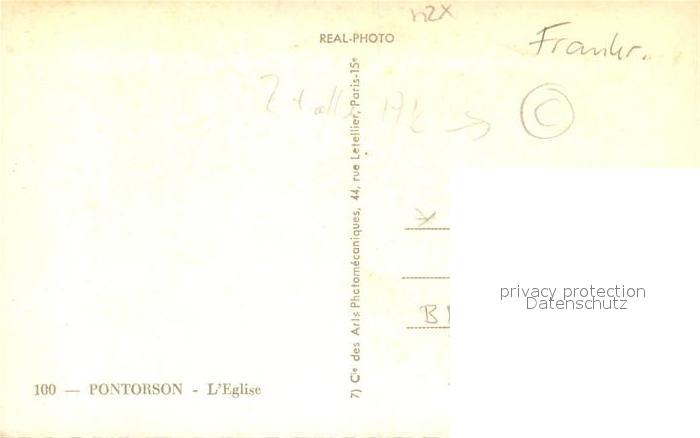 n2x
REAL-PHOTO
Frankr.
©
7) Cie des Arts Photomécaniques, 44, rue Letellier, Paris-15e
privacy protection
Datenschutz
B
100 — PONTORSON - L'Eglise